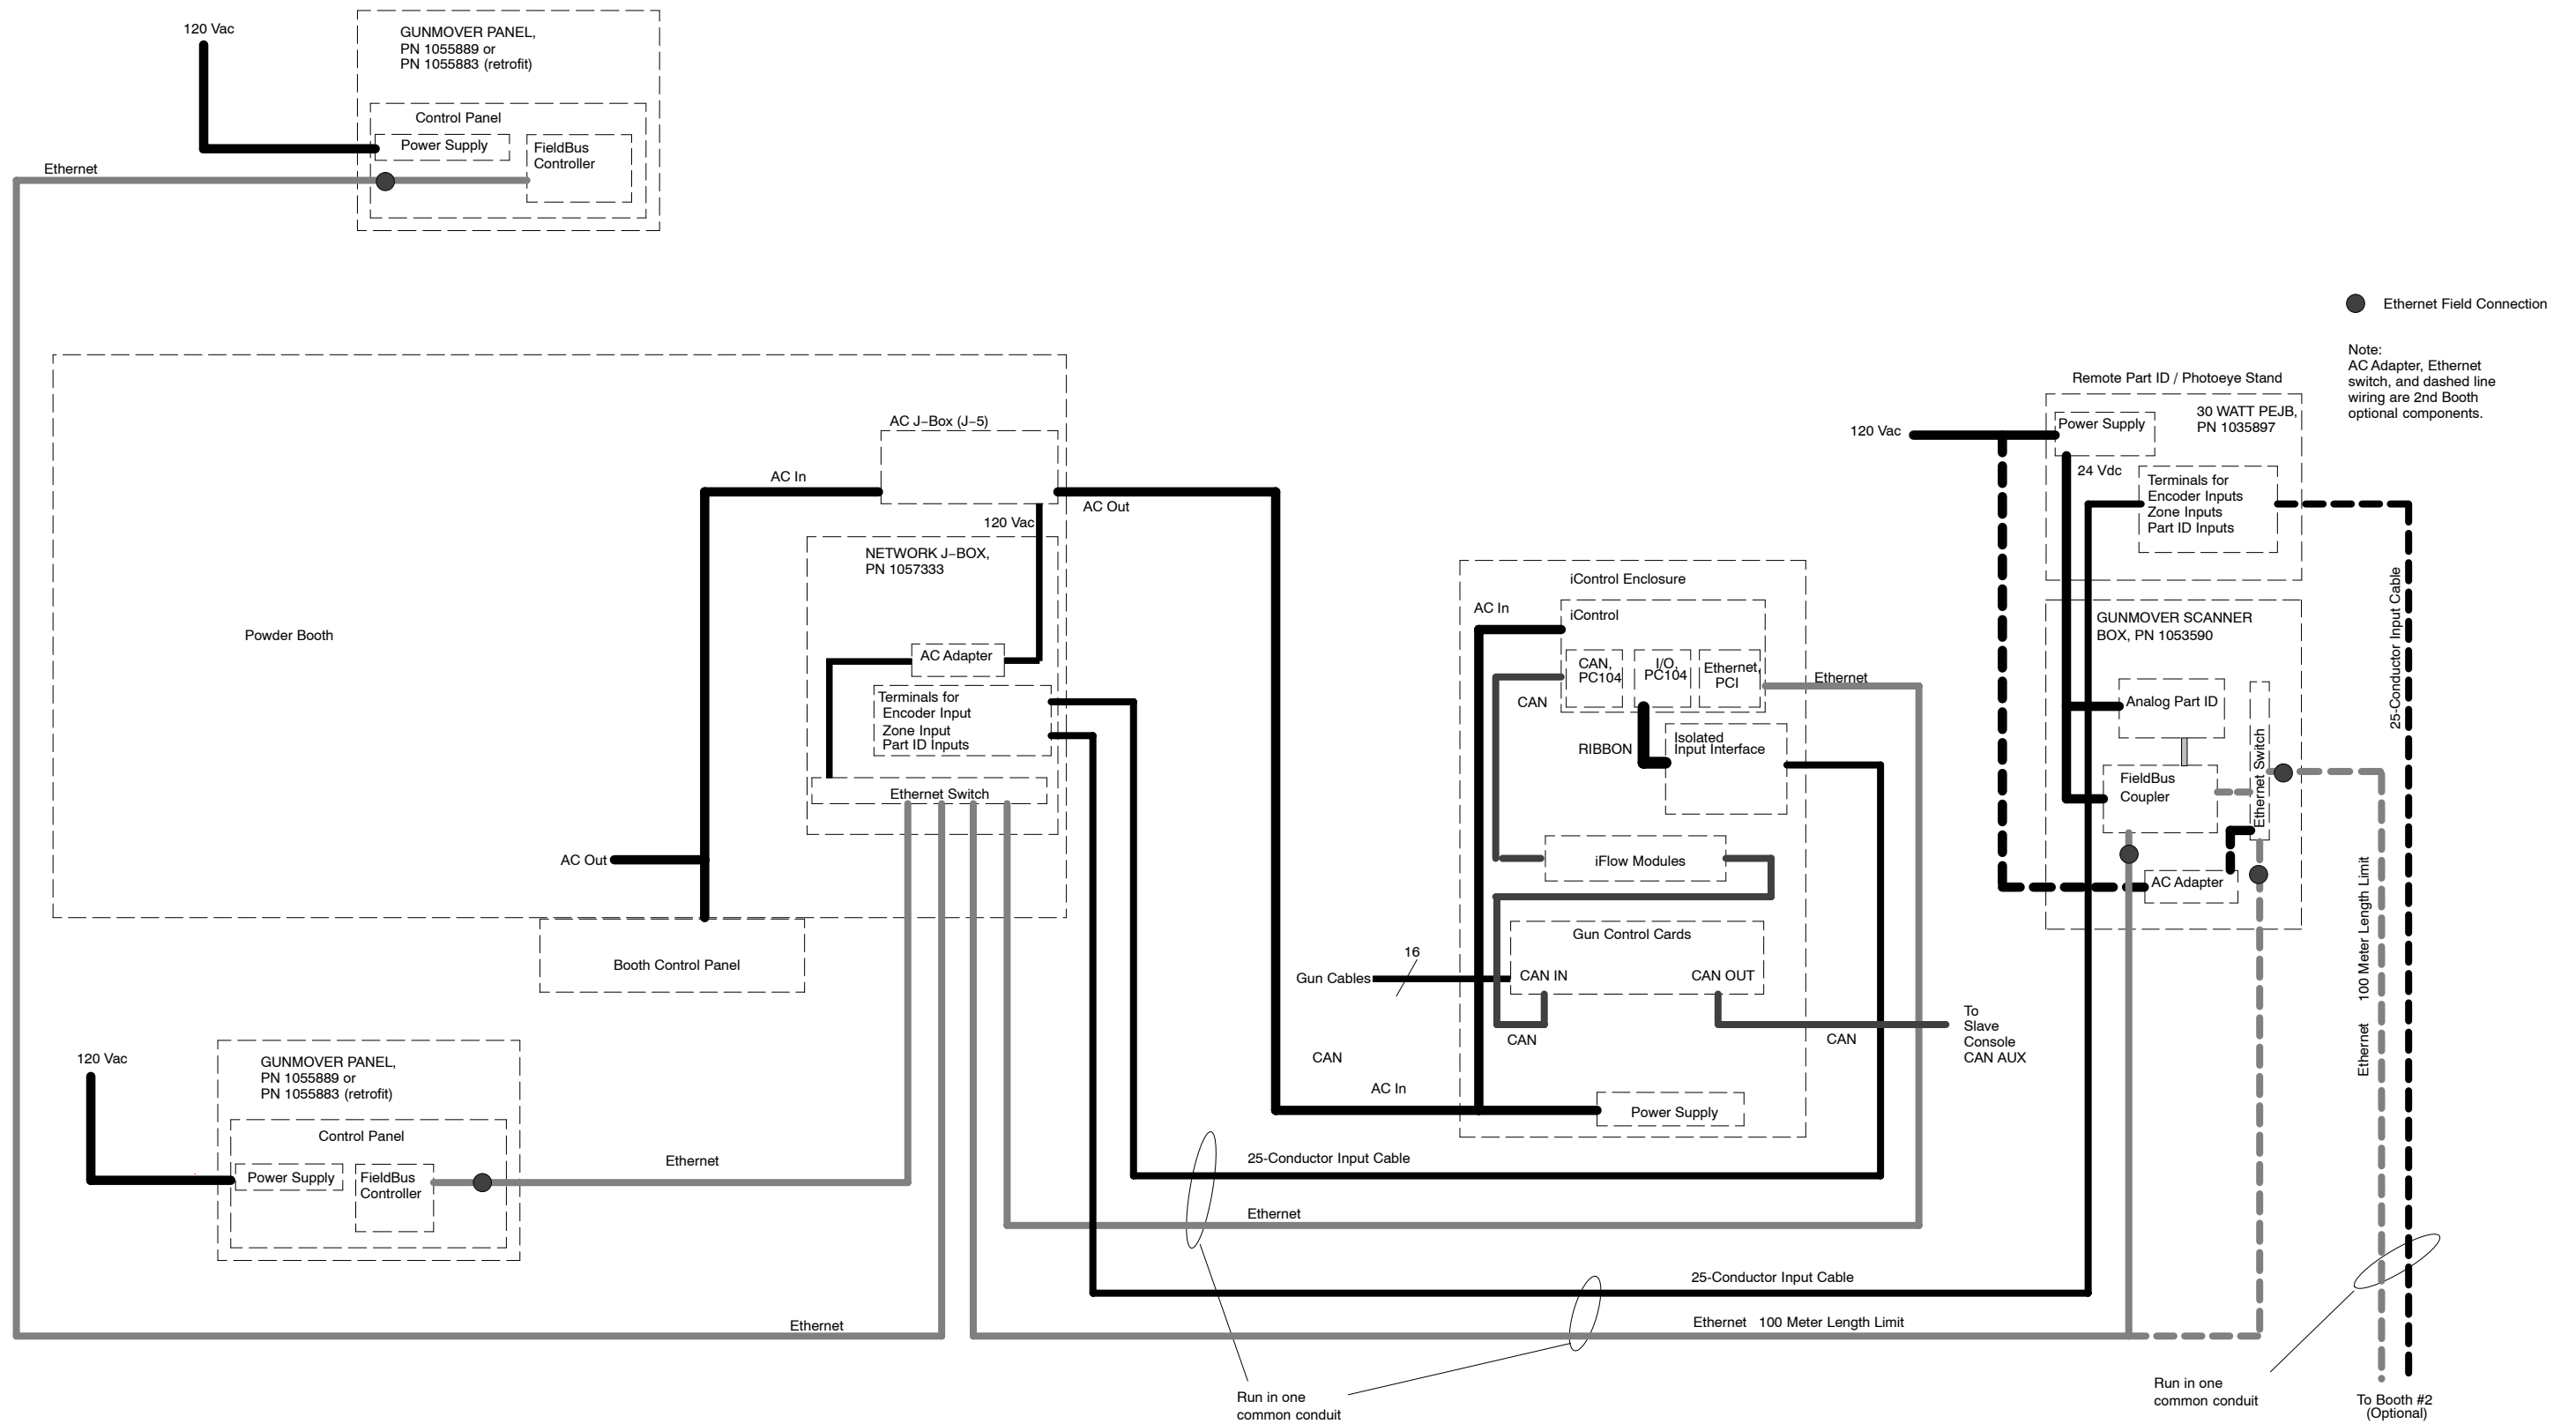 120 Vac
GUNMOVER PANEL,
PN 1055889 or
PN 1055883 (retrofit)
Control Panel
Power Supply
FieldBus
Controller
Ethernet
Ethernet Field Connection
Note:
AC Adapter, Ethernet
switch, and dashed line
wiring are 2nd Booth
optional components.
Powder Booth
AC J−Box (J−5)
AC In
AC Out
120 Vac
NETWORK J−BOX,
PN 1057333
AC Adapter
Terminals for
Encoder Input
Zone Input
Part ID Inputs
Ethernet Switch
AC Out
Booth Control Panel
120 Vac
GUNMOVER PANEL,
PN 1055889 or
PN 1055883 (retrofit)
Control Panel
Power Supply
FieldBus
Controller
Ethernet
Ethernet
iControl Enclosure
AC In
iControl
CAN,
PC104
I/O,
PC104
Ethernet,
PCI
Ethernet
CAN
RIBBON
Isolated
Input Interface
iFlow Modules
Gun Control Cards
16
Gun Cables
CAN IN
CAN OUT
CAN
CAN
CAN
To
Slave
Console
CAN AUX
AC In
Power Supply
25-Conductor Input Cable
Ethernet
25-Conductor Input Cable
Ethernet 100 Meter Length Limit
Run in one
common conduit
Remote Part ID / Photoeye Stand
120 Vac
Power Supply
30 WATT PEJB,
PN 1035897
24 Vdc
Terminals for
Encoder Inputs
Zone Inputs
Part ID Inputs
GUNMOVER SCANNER
BOX, PN 1053590
Analog Part ID
FieldBus
Coupler
Ethernet Switch
AC Adapter
25-Conductor Input Cable
Ethernet 100 Meter Length Limit
Run in one
common conduit
To Booth #2
(Optional)